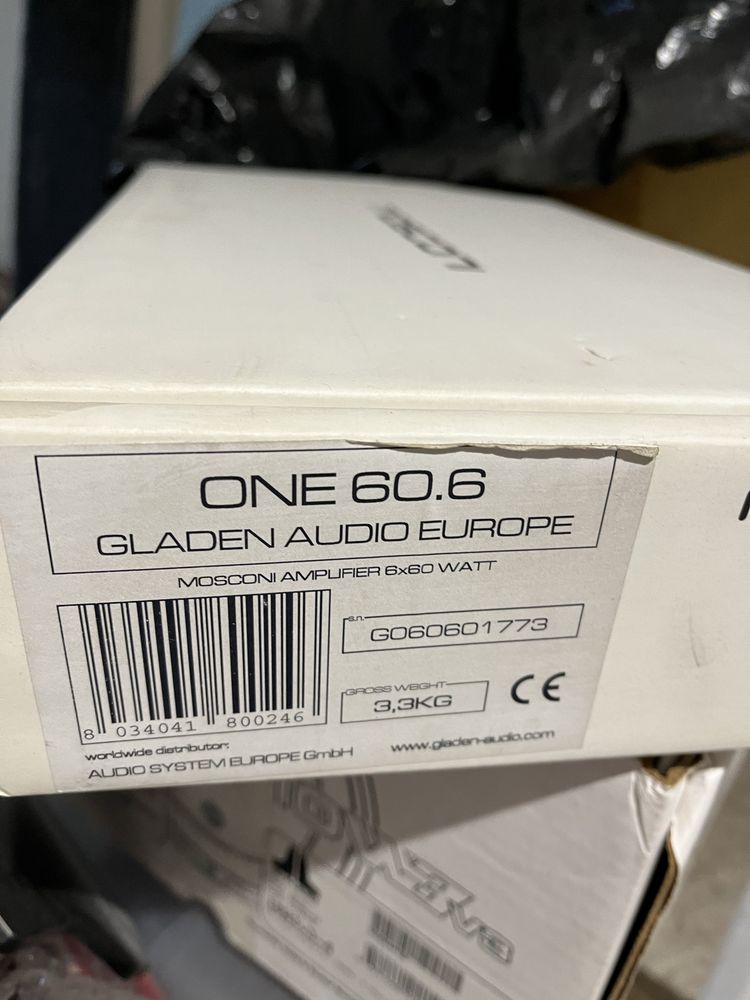 ONE 60.6
GLADEN AUDIO EUROPE
MOSCONI AMPLIFIER 6x60 WATT
s.n.
G060601773
GROSS WEIGHT
3,3KG
CE
8 034041 800246
worldwide distributor:
AUDIO SYSTEM EUROPE GmbH
www.gladen-audio.com